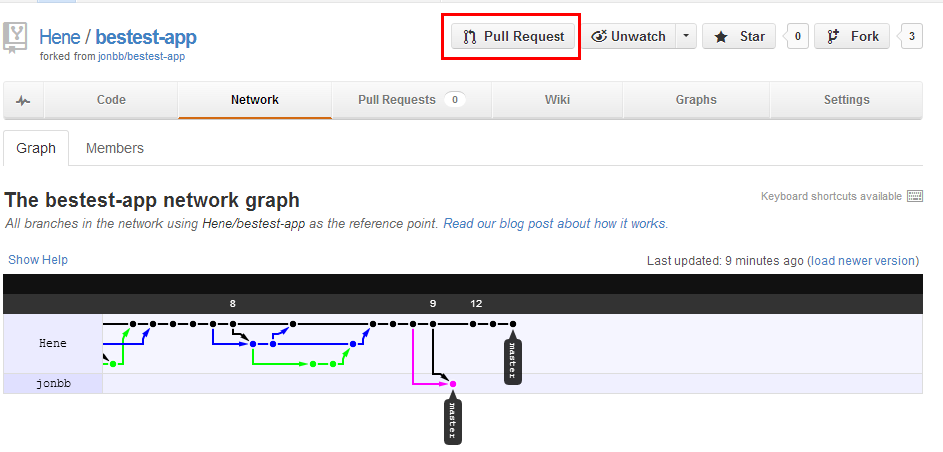 Hene / bestest-app
forked from jonbb/bestest-app
Pull Request
Unwatch
Star
0
Fork
3
Code
Network
Pull Requests 0
Wiki
Graphs
Settings
Graph
Members
The bestest-app network graph
Keyboard shortcuts available
All branches in the network using Hene/bestest-app as the reference point. Read our blog post about how it works.
Show Help
Last updated: 9 minutes ago (load newer version)
8
9
12
Hene
master
jonbb
master